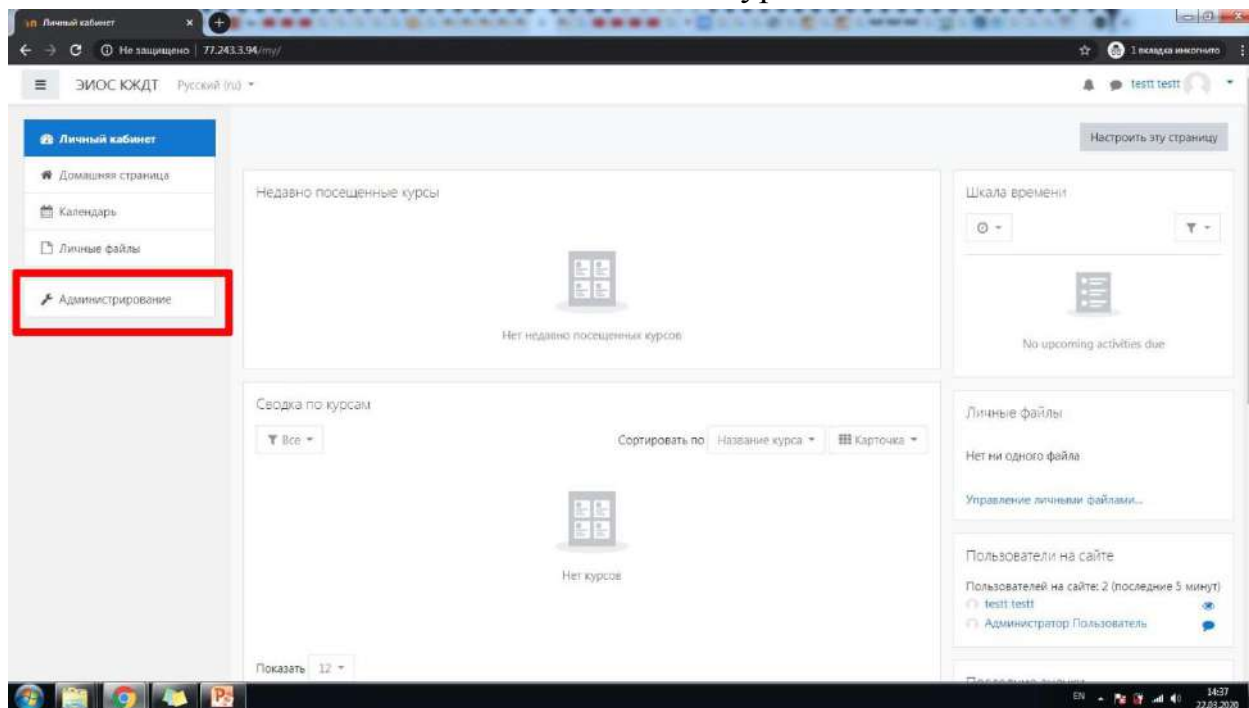 Личный кабинет
Не защищено 77.243.3.94/my/
1 вкладка инкогнито
ЭИОС КЖДТ Русский (ru)
testt testt
Личный кабинет
Настроить эту страницу
Домашняя страница
Календарь
Личные файлы
Администрирование
Недавно посещенные курсы
Нет недавно посещенных курсов
Шкала времени
No upcoming activities due
Сводка по курсам
Все
Сортировать по Название курса Карточка
Нет курсов
Показать 12
Личные файлы
Нет ни одного файла
Управление личными файлами...
Пользователи на сайте
Пользователей на сайте: 2 (последние 5 минут)
testt testt
Администратор Пользователь
EN
14:37
22.03.2020